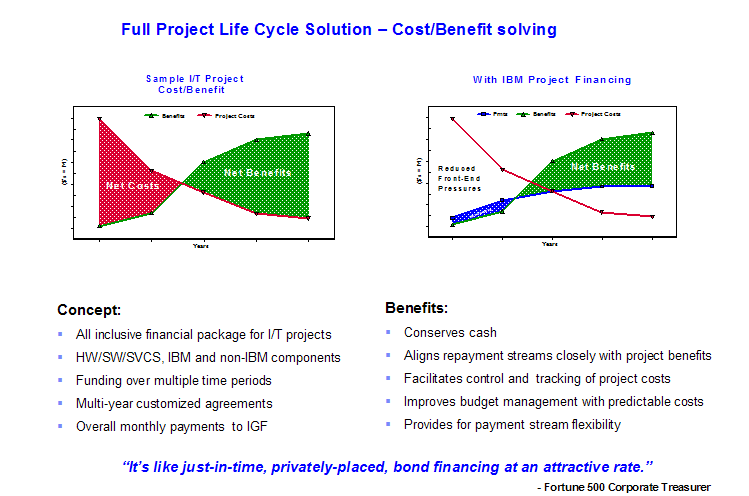 Full Project Life Cycle Solution – Cost/Benefit solving
Sample I/T Project
Cost/Benefit
Benefits Project Costs
($s = M)
Net Costs
Net Benefits
Years
With IBM Project Financing
Pmts Benefits Project Costs
($s = M)
Reduced
Front-End
Pressures
Net Benefits
Years
Concept:
▪ All inclusive financial package for I/T projects
▪ HW/SW/SVCS, IBM and non-IBM components
▪ Funding over multiple time periods
▪ Multi-year customized agreements
▪ Overall monthly payments to IGF
Benefits:
▪ Conserves cash
▪ Aligns repayment streams closely with project benefits
▪ Facilitates control and tracking of project costs
▪ Improves budget management with predictable costs
▪ Provides for payment stream flexibility
“It’s like just-in-time, privately-placed, bond financing at an attractive rate.”
- Fortune 500 Corporate Treasurer